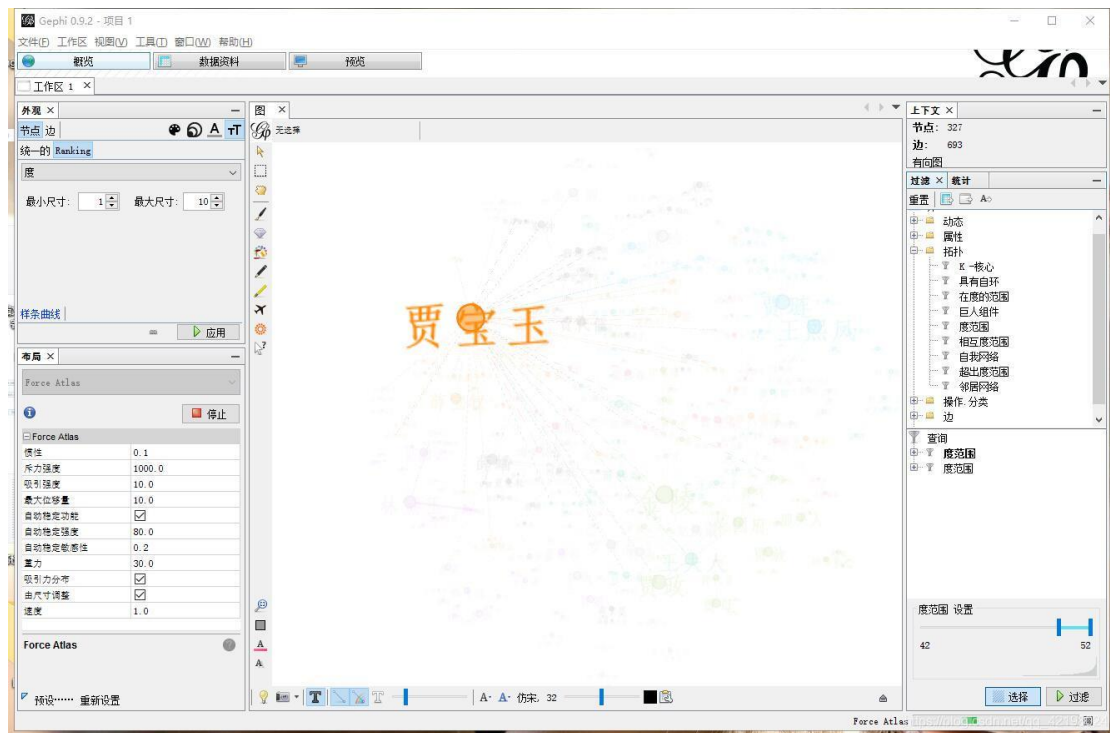 Gephi 0.9.2 - 项目 1
文件(F) 工作区 视图(V) 工具(T) 窗口(W) 帮助(H)
概览 数据资料 预览
工作区 1 ×
外观 ×
节点 边
统一的 Ranking
度
最小尺寸: 1 最大尺寸: 10
样条曲线
应用
布局 ×
Force Atlas
停止
Force Atlas
惯性 0.1
斥力强度 1000.0
吸引强度 10.0
最大位移量 10.0
自动稳定功能
自动稳定强度 80.0
自动稳定敏感性 0.2
重力 30.0
吸引力分布
由尺寸调整
速度 1.0
Force Atlas
预设…… 重新设置
图 ×
无选择
贾宝玉
仿宋, 32
上下文 ×
节点: 327
边: 693
有向图
过滤 × 统计
重置
动态
属性
拓扑
K -核心
具有自环
在度的范围
巨人组件
度范围
相互度范围
自我网络
超出度范围
邻居网络
操作.分类
边
查询
度范围
度范围
度范围 设置
42 52
选择 过滤
Force Atlas